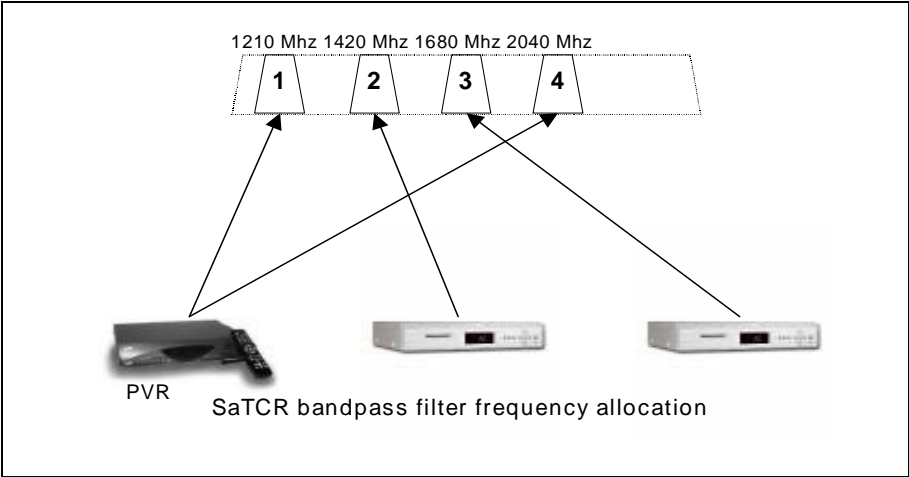 1210 Mhz 1420 Mhz 1680 Mhz 2040 Mhz
1 2 3 4
PVR
SaTCR bandpass filter frequency allocation